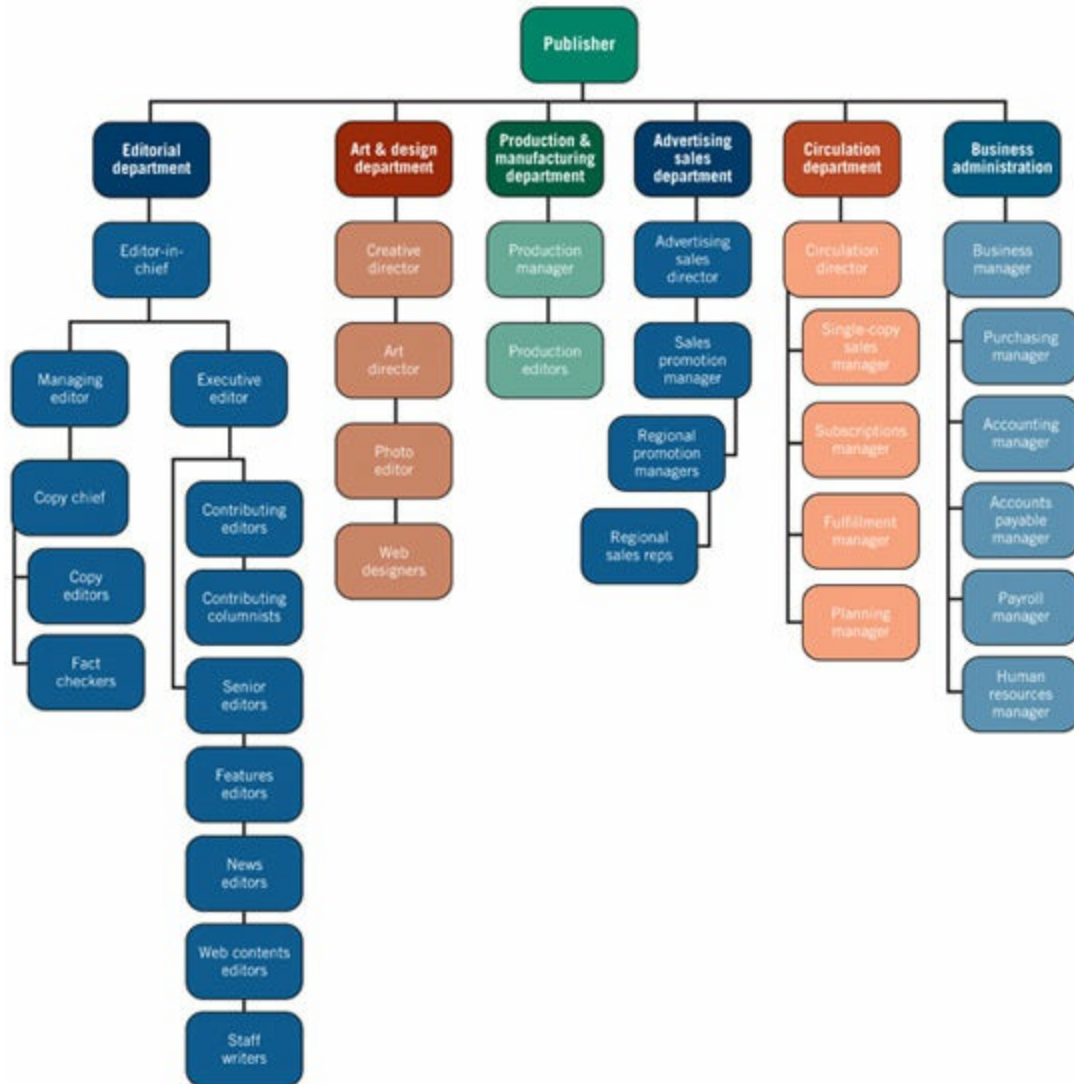 Publisher
Editorial
department
Art & design
department
Production &
manufacturing
department
Advertising
sales
department
Circulation
department
Business
administration
Editor-in-
chief
Creative
director
Production
manager
Advertising
sales
director
Circulation
director
Business
manager
Managing
editor
Executive
editor
Art
director
Production
editors
Sales
promotion
manager
Single-copy
sales
manager
Purchasing
manager
Copy chief
Contributing
editors
Photo
editor
Regional
promotion
managers
Subscriptions
manager
Accounting
manager
Copy
editors
Contributing
columnists
Web
designers
Regional
sales reps
Fulfillment
manager
Accounts
payable
manager
Fact
checkers
Senior
editors
Planning
manager
Payroll
manager
Human
resources
manager
Features
editors
News
editors
Web contents
editors
Staff
writers